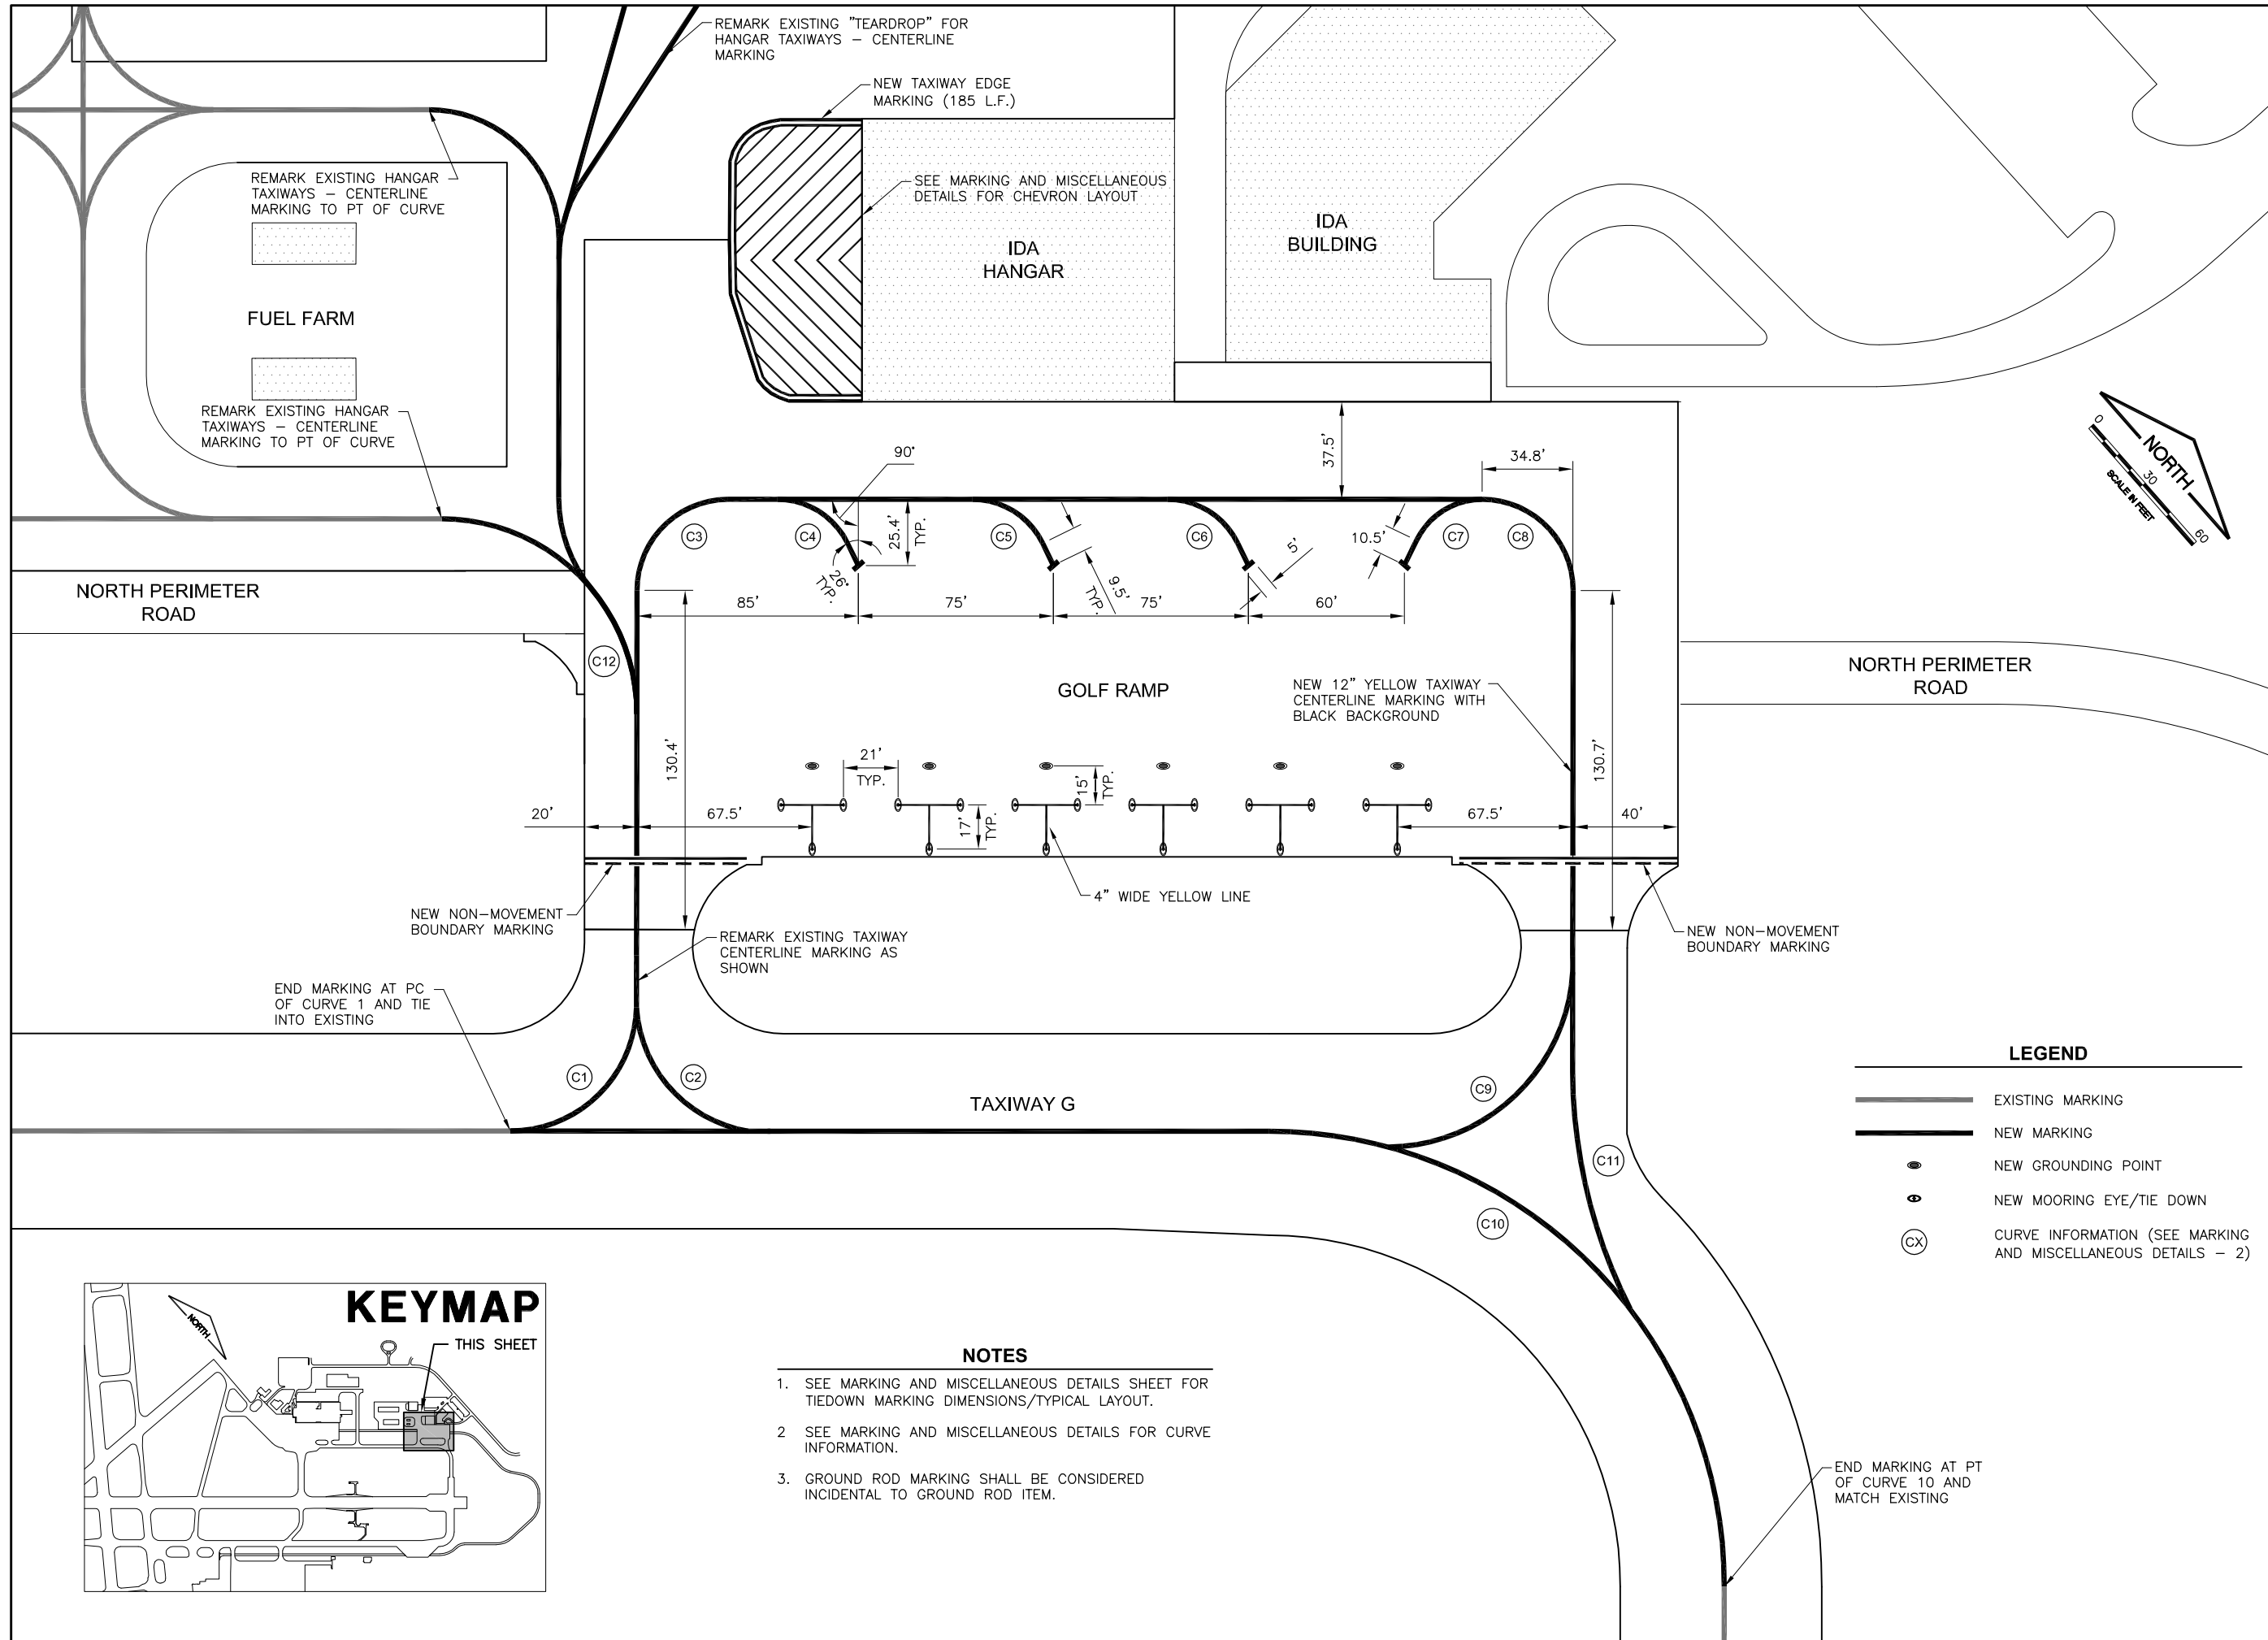 REMARK EXISTING "TEARDROP" FOR
HANGAR TAXIWAYS – CENTERLINE
MARKING
NEW TAXIWAY EDGE
MARKING (185 L.F.)
REMARK EXISTING HANGAR
TAXIWAYS – CENTERLINE
MARKING TO PT OF CURVE
SEE MARKING AND MISCELLANEOUS
DETAILS FOR CHEVRON LAYOUT
IDA
HANGAR
IDA
BUILDING
FUEL FARM
REMARK EXISTING HANGAR
TAXIWAYS – CENTERLINE
MARKING TO PT OF CURVE
NORTH
0
30
60
SCALE IN FEET
90°
37.5'
34.8'
C3
C4
25.4'
TYP.
C5
C6
10.5'
C7
C8
5'
26°
TYP.
9.5'
TYP.
85'
75'
75'
60'
NORTH PERIMETER
ROAD
C12
GOLF RAMP
NEW 12" YELLOW TAXIWAY
CENTERLINE MARKING WITH
BLACK BACKGROUND
NORTH PERIMETER
ROAD
130.4'
130.7'
21'
TYP.
15'
TYP.
17'
TYP.
20'
67.5'
67.5'
40'
4" WIDE YELLOW LINE
NEW NON–MOVEMENT
BOUNDARY MARKING
REMARK EXISTING TAXIWAY
CENTERLINE MARKING AS
SHOWN
NEW NON–MOVEMENT
BOUNDARY MARKING
END MARKING AT PC
OF CURVE 1 AND TIE
INTO EXISTING
C1
C2
TAXIWAY G
C9
C10
C11
LEGEND
EXISTING MARKING
NEW MARKING
NEW GROUNDING POINT
NEW MOORING EYE/TIE DOWN
CX
CURVE INFORMATION (SEE MARKING
AND MISCELLANEOUS DETAILS – 2)
KEYMAP
NORTH
THIS SHEET
NOTES
1. SEE MARKING AND MISCELLANEOUS DETAILS SHEET FOR
TIEDOWN MARKING DIMENSIONS/TYPICAL LAYOUT.
2 SEE MARKING AND MISCELLANEOUS DETAILS FOR CURVE
INFORMATION.
3. GROUND ROD MARKING SHALL BE CONSIDERED
INCIDENTAL TO GROUND ROD ITEM.
END MARKING AT PT
OF CURVE 10 AND
MATCH EXISTING